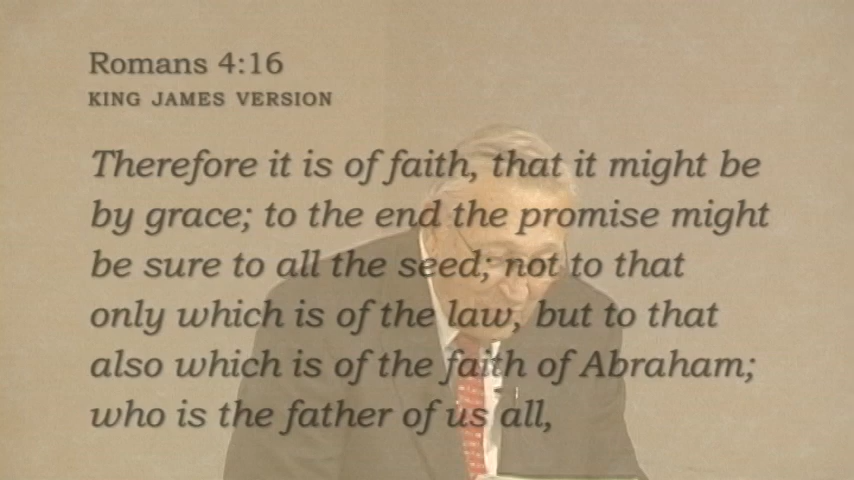 Romans 4:16
KING JAMES VERSION
Therefore it is of faith, that it might be
by grace; to the end the promise might
be sure to all the seed; not to that
only which is of the law, but to that
also which is of the faith of Abraham;
who is the father of us all,